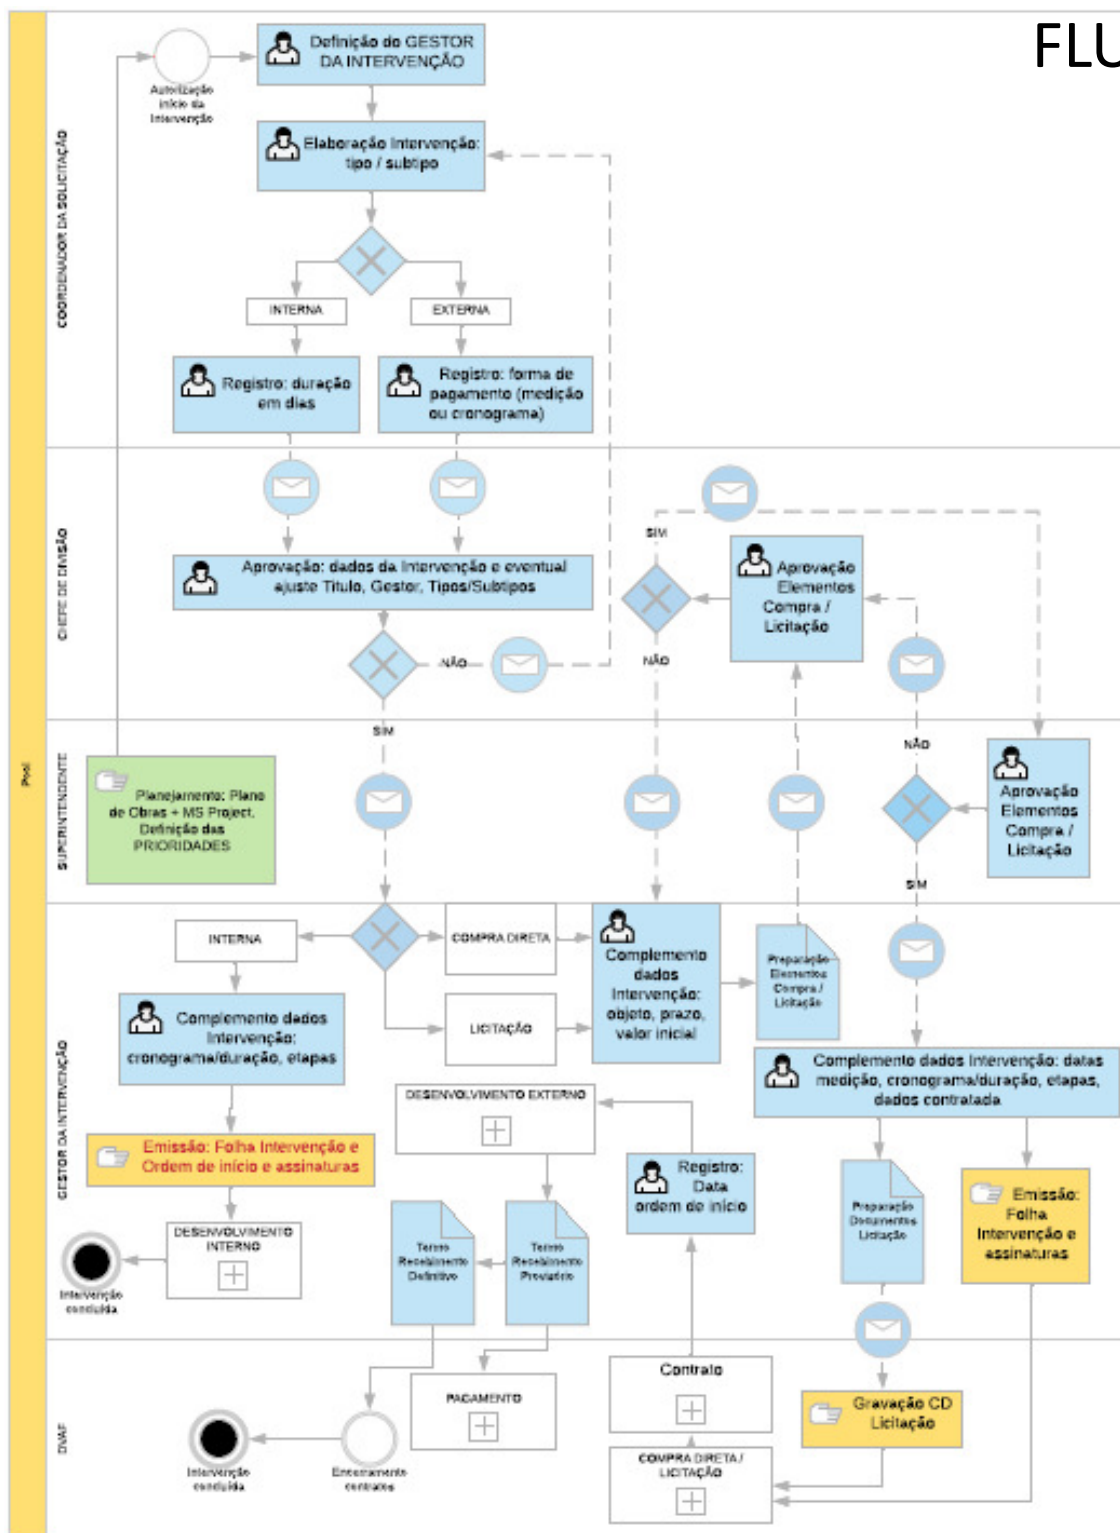 FLU
Pool
COORDENADOR DA SOLICITAÇÃO
Autorização
início da
Intervenção
Definição do GESTOR
DA INTERVENÇÃO
Elaboração Intervenção:
tipo / subtipo
INTERNA
EXTERNA
Registro: duração
em dias
Registro: forma de
pagamento (medição
ou cronograma)
CHEFE DE DIVISÃO
Aprovação: dados da Intervenção e eventual
ajuste Titulo, Gestor, Tipos/Subtipos
NÃO
SIM
SIM
NÃO
Aprovação
Elementos
Compra /
Licitação
SUPERINTENDENTE
Planejamento: Plano
de Obras + MS Project,
Definição das
PRIORIDADES
NÃO
SIM
Aprovação
Elementos
Compra /
Licitação
GESTOR DA INTERVENÇÃO
INTERNA
COMPRA DIRETA
LICITAÇÃO
Complemento
dados
Intervenção:
objeto, prazo,
valor inicial
Preparação
Elementos
Compra /
Licitação
Complemento dados
Intervenção:
cronograma/duração, etapas
Complemento dados Intervenção: datas
medição, cronograma/duração, etapas,
dados contratada
DESENVOLVIMENTO EXTERNO
Emissão: Folha Intervenção e
Ordem de início e assinaturas
Registro:
Data
ordem de início
Preparação
Documentos
Licitação
Emissão:
Folha
Intervenção e
assinaturas
DESENVOLVIMENTO
INTERNO
Intervenção
concluída
Termo
Recebimento
Definitivo
Termo
Recebimento
Provisório
DVAF
PAGAMENTO
Contrato
Gravação CD
Licitação
COMPRA DIRETA /
LICITAÇÃO
Intervenção
concluída
Encerramento
contratos